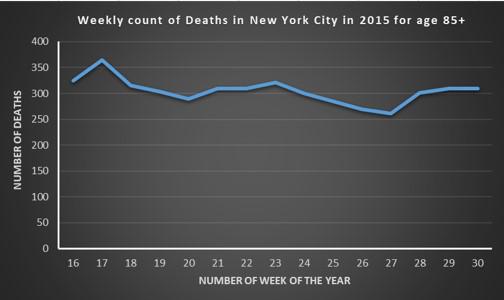 Weekly count of Deaths in New York City in 2015 for age 85+
400
350
300
250
200
150
100
50
0
NUMBER OF DEATHS
16 17 18 19 20 21 22 23 24 25 26 27 28 29 30
NUMBER OF WEEK OF THE YEAR